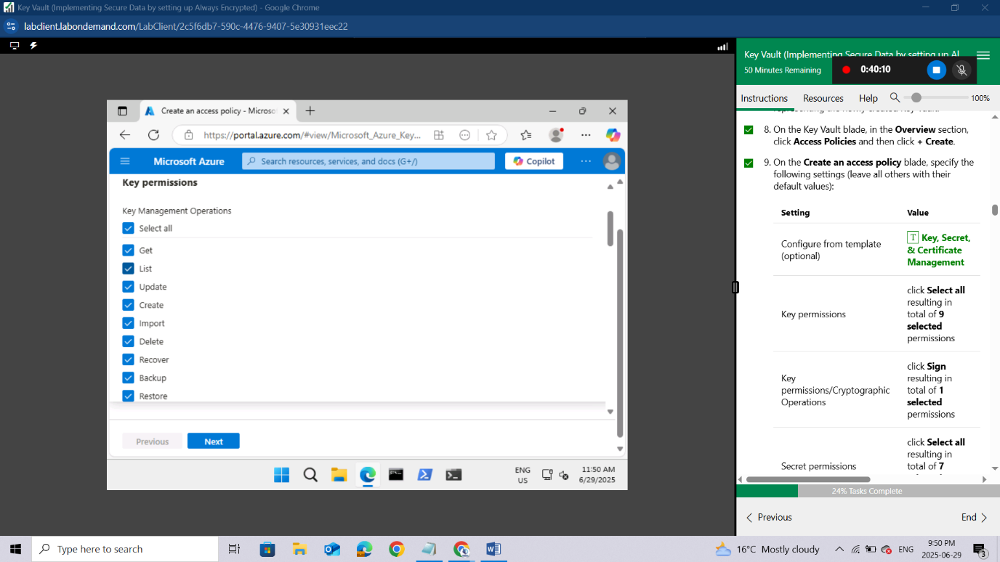 Key Vault (Implementing Secure Data by setting up Always Encrypted) - Google Chrome
labclient.labondemand.com/LabClient/2c5f6db7-590c-4476-9407-5e30931eec22
Create an access policy - Microso
https://portal.azure.com/#view/Microsoft_Azure_Key...
Microsoft Azure
Search resources, services, and docs (G+/)
Copilot
Key permissions
Key Management Operations
Select all
Get
List
Update
Create
Import
Delete
Recover
Backup
Restore
Previous
Next
ENG
US
11:50 AM
6/29/2025
Key Vault (Implementing Secure Data by setting up Al...
50 Minutes Remaining
0:40:10
Instructions
Resources
Help
100%
8. On the Key Vault blade, in the Overview section,
click Access Policies and then click + Create.
9. On the Create an access policy blade, specify the
following settings (leave all others with their
default values):
Setting
Value
Configure from template
(optional)
T Key, Secret,
& Certificate
Management
Key permissions
click Select all
resulting in
total of 9
selected
permissions
Key
permissions/Cryptographic
Operations
click Sign
resulting in
total of 1
selected
permissions
Secret permissions
click Select all
resulting in
total of 7
24% Tasks Complete
Previous
End
Type here to search
16°C Mostly cloudy
ENG
9:50 PM
2025-06-29
3